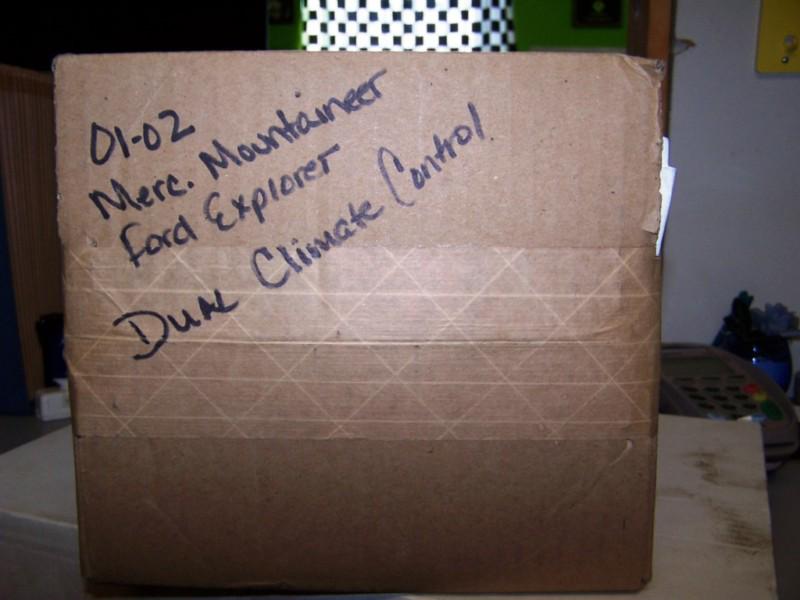 01-02
Merc. Mountaineer
Ford Explorer
Dual Climate Control.